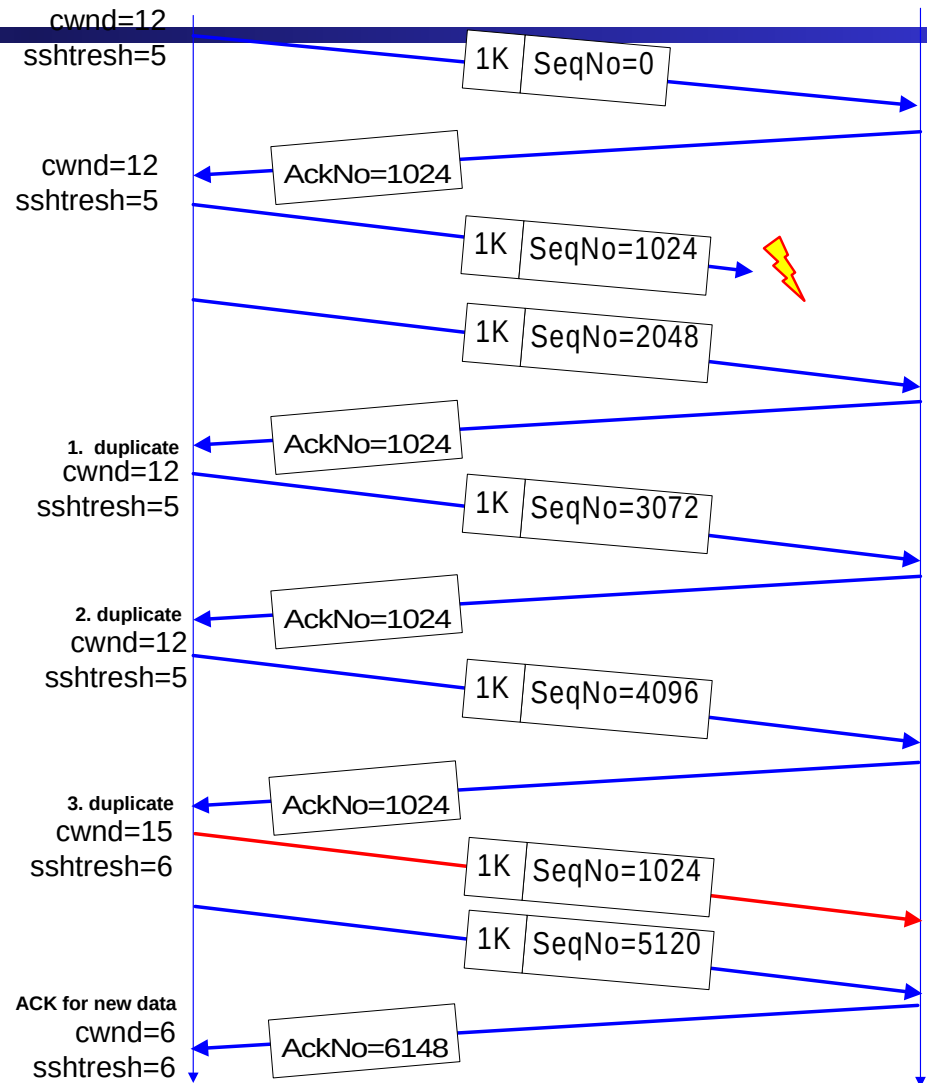 cwnd=12
sshtresh=5
1K SeqNo=0
AckNo=1024
cwnd=12
sshtresh=5
1K SeqNo=1024
1K SeqNo=2048
AckNo=1024
1. duplicate
cwnd=12
sshtresh=5
1K SeqNo=3072
AckNo=1024
2. duplicate
cwnd=12
sshtresh=5
1K SeqNo=4096
AckNo=1024
3. duplicate
cwnd=15
sshtresh=6
1K SeqNo=1024
1K SeqNo=5120
ACK for new data
cwnd=6
sshtresh=6
AckNo=6148